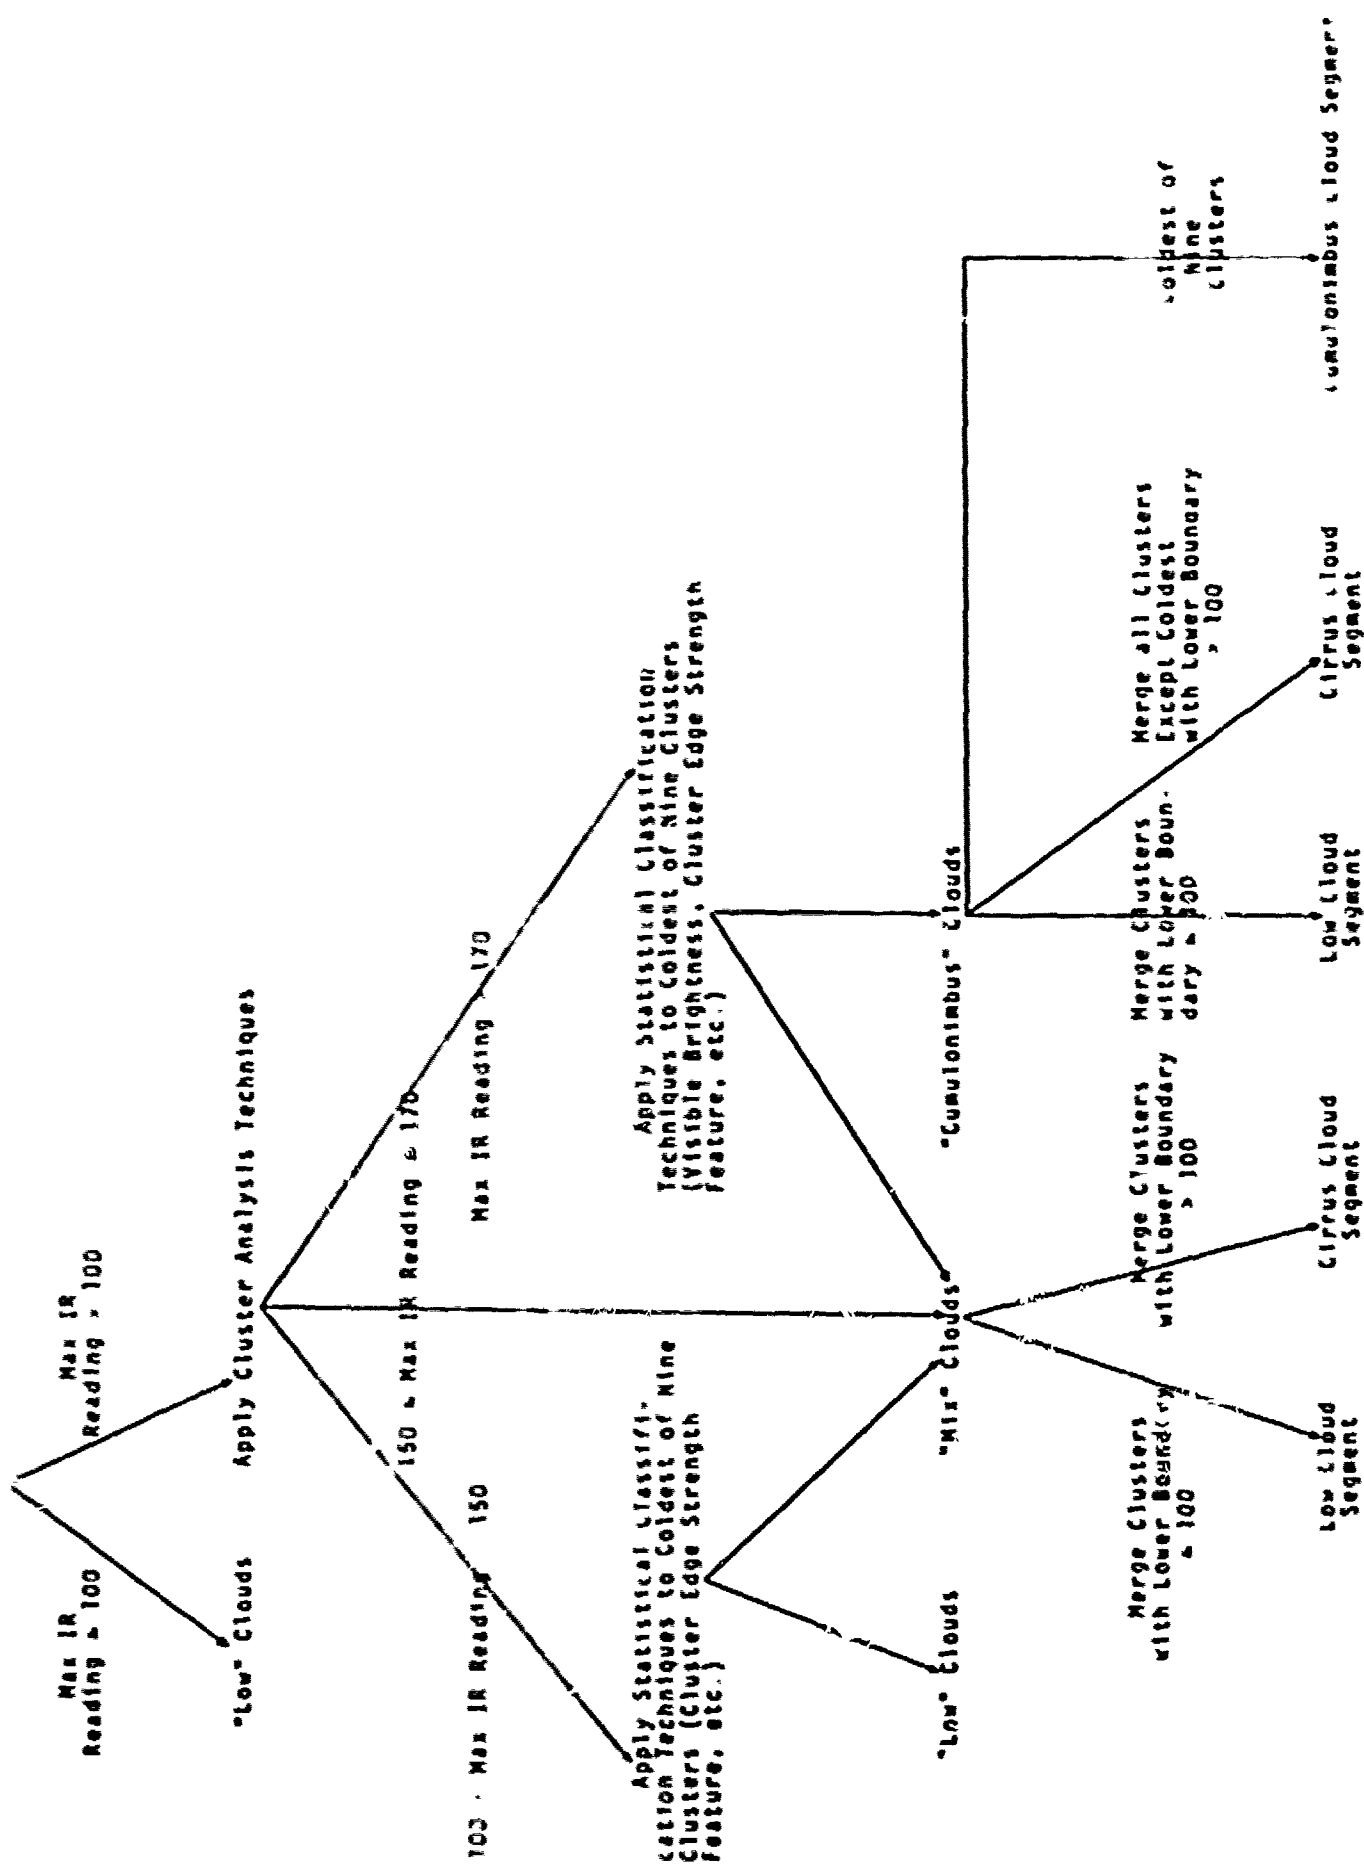 Max IR
Reading ≤ 100
Max IR
Reading > 100
"Low" Clouds
Apply Cluster Analysis Techniques
150 ≤ Max IR Reading ≤ 170
100 · Max IR Reading 150
Max IR Reading 170
Apply Statistical Classifi-
cation Techniques to Coldest of Nine
Clusters (Cluster Edge Strength
Feature, etc.)
Apply Statistical Classification
Techniques to Coldest of Nine Clusters
(Visible Brightness, Cluster Edge Strength
Feature, etc.)
"Low" Clouds
"Mix" Clouds
"Cumulonimbus" Clouds
Merge Clusters
with Lower Boundary
≤ 100
Merge Clusters
with Lower Boundary
> 100
Merge Clusters
with Lower Boun-
dary ≤ 100
Merge all Clusters
Except Coldest
with Lower Boundary
> 100
Coldest of
Nine
Clusters
Low Cloud
Segment
Cirrus Cloud
Segment
Low Cloud
Segment
Cirrus Cloud
Segment
Cumulonimbus Cloud Segment